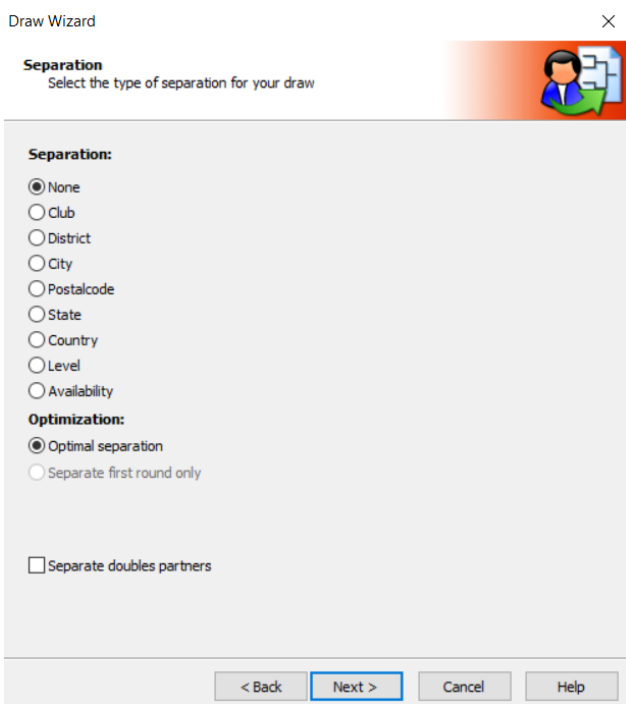 Draw Wizard
Separation
Select the type of separation for your draw
Separation:
None
Club
District
City
Postalcode
State
Country
Level
Availability
Optimization:
Optimal separation
Separate first round only
Separate doubles partners
< Back Next > Cancel Help